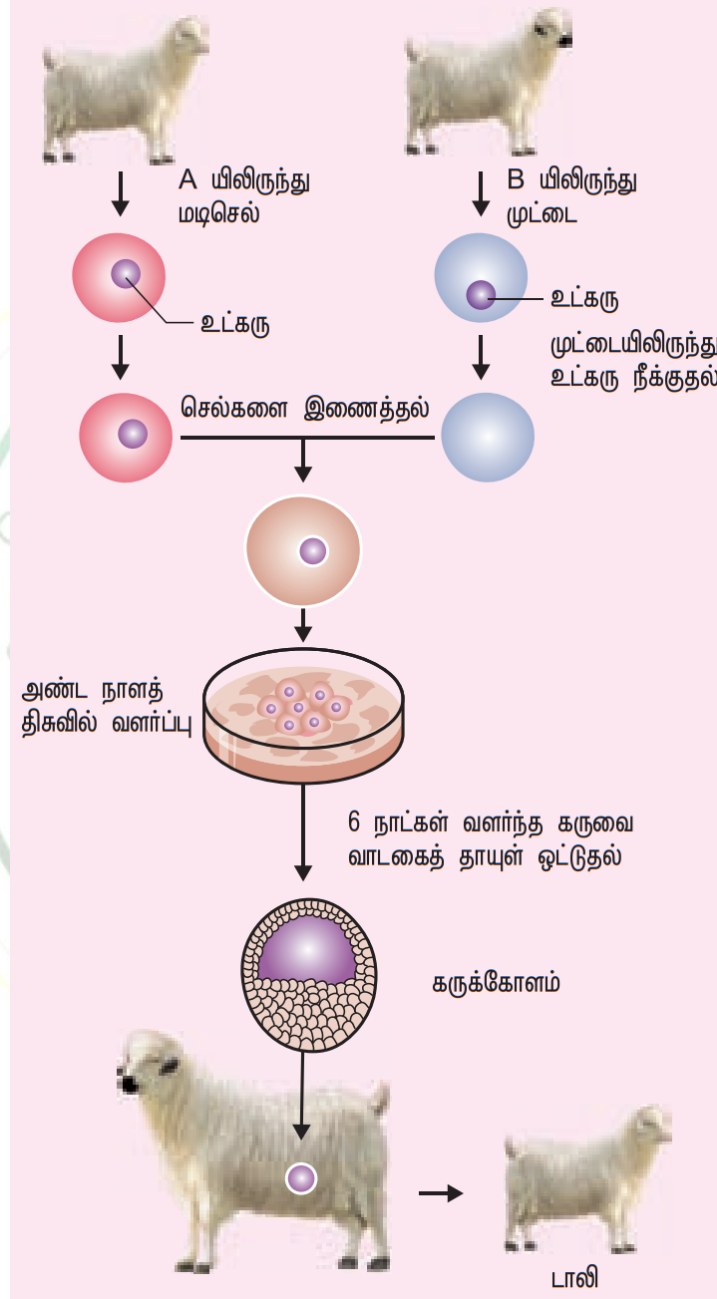 A யிலிருந்து
மடிசெல்
B யிலிருந்து
முட்டை
உட்கரு
உட்கரு
முட்டையிலிருந்து
உட்கரு நீக்குதல்
செல்களை இணைத்தல்
அண்ட நாளத்
திசுவில் வளர்ப்பு
6 நாட்கள் வளர்ந்த கருவை
வாடகைத் தாயுள் ஒட்டுதல்
கருக்கோளம்
டாலி